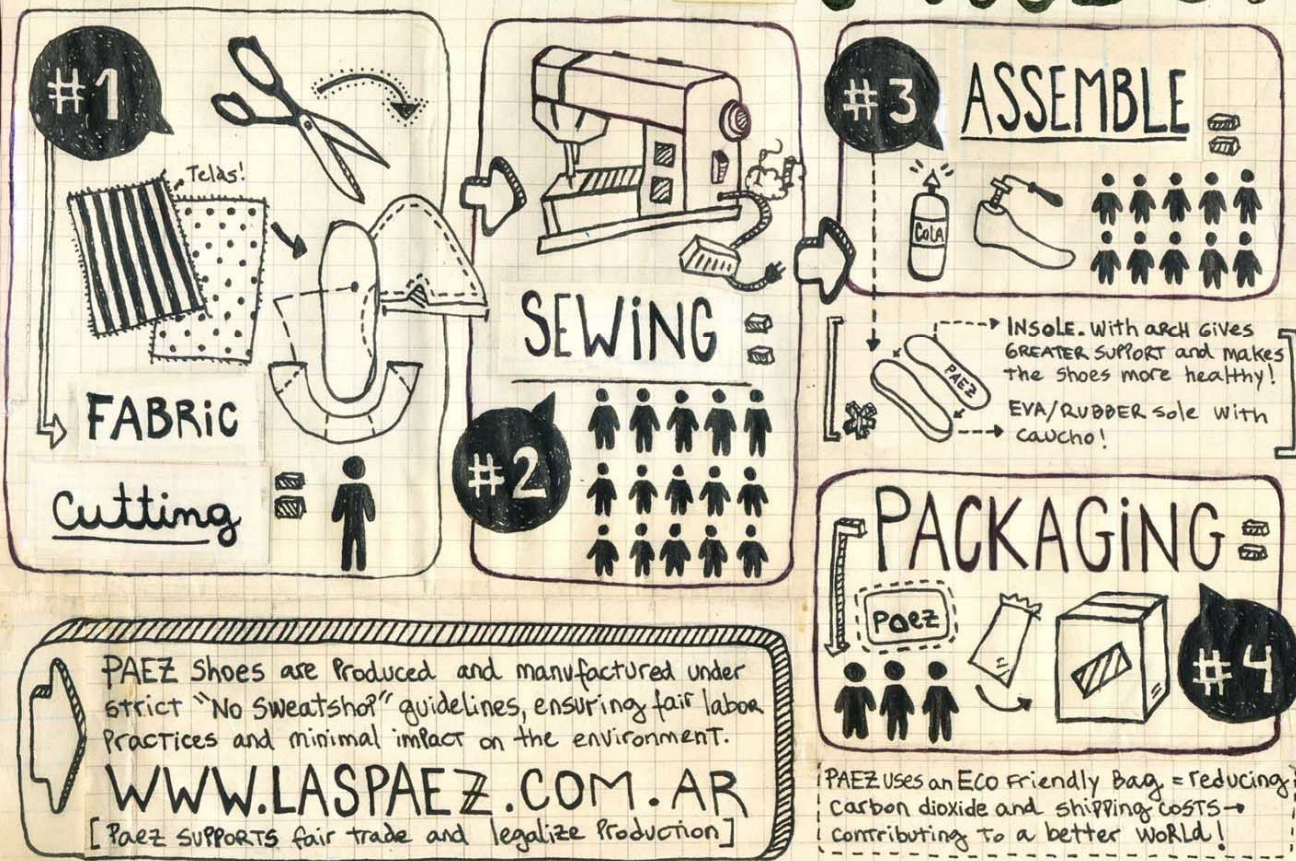 #1
Telas!
FABRiC
Cutting
SEWiNG
#2
#3
ASSEMBLE
COLA
PAEZ
INSOLE. With aRCH Gives
GREATER SUPPORT and makes
the shoes more healthy!
EVA/RUBBER sole with
caucho!
PACKAGiNG
PaeZ
#4
PAEZ Shoes are Produced and manufactured under
strict "No Sweatshop" guidelines, ensuring fair labor
Practices and minimal impact on the environment.
WWW.LASPAEZ.COM.AR
[Paez SUPPORTS fair trade and legalize Production]
PAEZ USES an ECO Friendly Bag = reducing
Carbon dioxide and shipping COSTS →
contributing to a better WORLD!